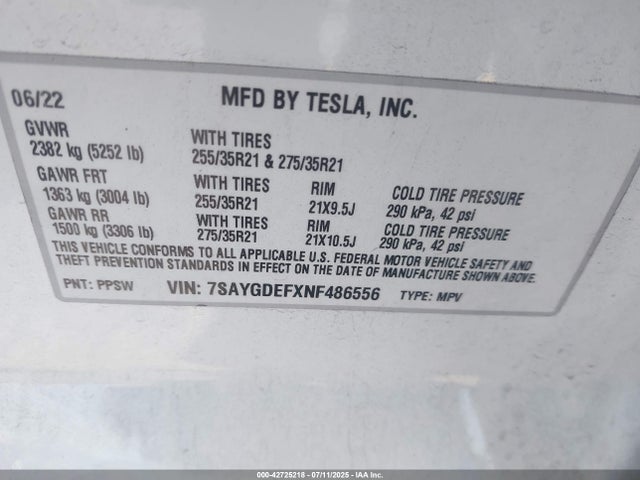 06/22 MFD BY TESLA, INC.
GVWR WITH TIRES
2382 kg (5252 lb) 255/35R21 & 275/35R21
GAWR FRT WITH TIRES RIM COLD TIRE PRESSURE
1363 kg (3004 lb) 255/35R21 21X9.5J 290 kPa, 42 psi
GAWR RR WITH TIRES RIM COLD TIRE PRESSURE
1500 kg (3306 lb) 275/35R21 21X10.5J 290 kPa, 42 psi
THIS VEHICLE CONFORMS TO ALL APPLICABLE U.S. FEDERAL MOTOR VEHICLE SAFETY AND
THEFT PREVENTION STANDARDS IN EFFECT ON THE DATE OF MANUFACTURE SHOWN ABOVE.
PNT: PPSW VIN: 7SAYGDEFXNF486556 TYPE: MPV
000-42725218 - 07/11/2025 - IAA Inc.